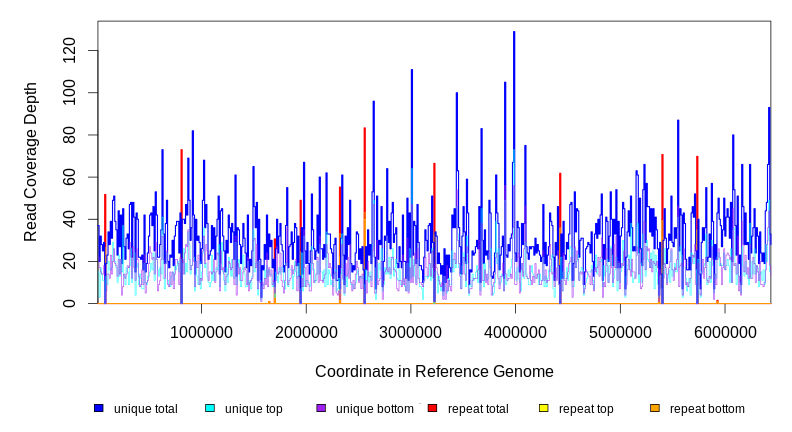 Read Coverage Depth
120
100
80
60
40
20
0
1000000 2000000 3000000 4000000 5000000 6000000
Coordinate in Reference Genome
unique total unique top unique bottom repeat total repeat top repeat bottom